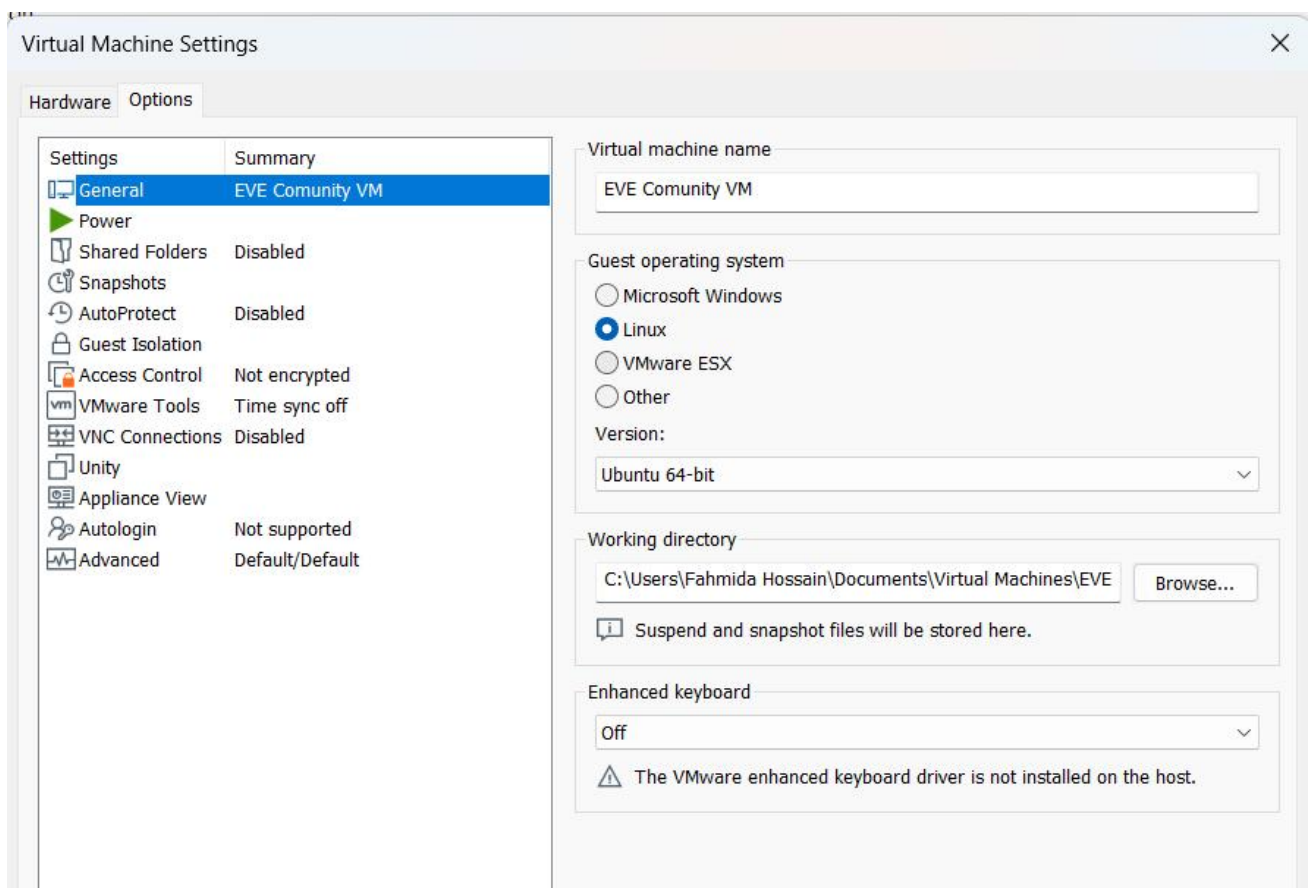 Virtual Machine Settings
Hardware Options
Settings Summary
General EVE Comunity VM
Power
Shared Folders Disabled
Snapshots
AutoProtect Disabled
Guest Isolation
Access Control Not encrypted
vm VMware Tools Time sync off
VNC Connections Disabled
Unity
Appliance View
Autologin Not supported
Advanced Default/Default
Virtual machine name
EVE Comunity VM
Guest operating system
Microsoft Windows
Linux
VMware ESX
Other
Version:
Ubuntu 64-bit
Working directory
C:\Users\Fahmida Hossain\Documents\Virtual Machines\EVE
Browse...
Suspend and snapshot files will be stored here.
Enhanced keyboard
Off
The VMware enhanced keyboard driver is not installed on the host.